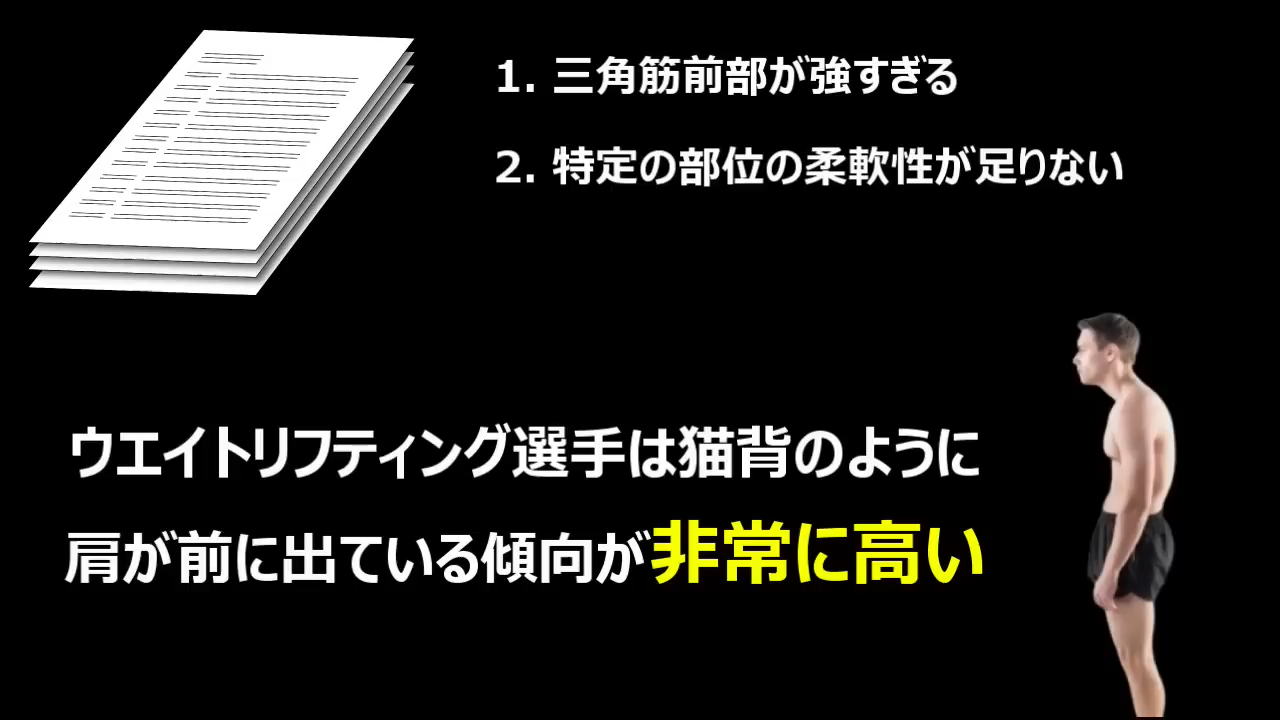 1. 三角筋前部が強すぎる
2. 特定の部位の柔軟性が足りない
ウエイトリフティング選手は猫背のように
肩が前に出ている傾向が非常に高い